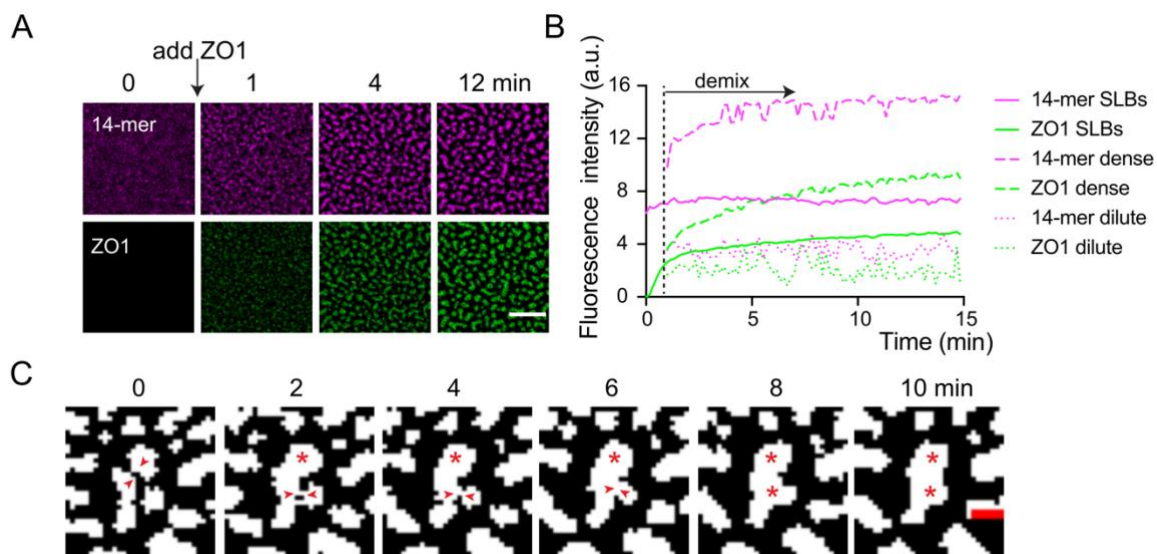 A
add ZO1
0 1 4 12 min
14-mer
ZO1
B
Fluorescence intensity (a.u.)
16
12
8
4
0
demix
0 5 10 15
Time (min)
14-mer SLBs
ZO1 SLBs
14-mer dense
ZO1 dense
14-mer dilute
ZO1 dilute
C
0 2 4 6 8 10 min
* * * * * * *